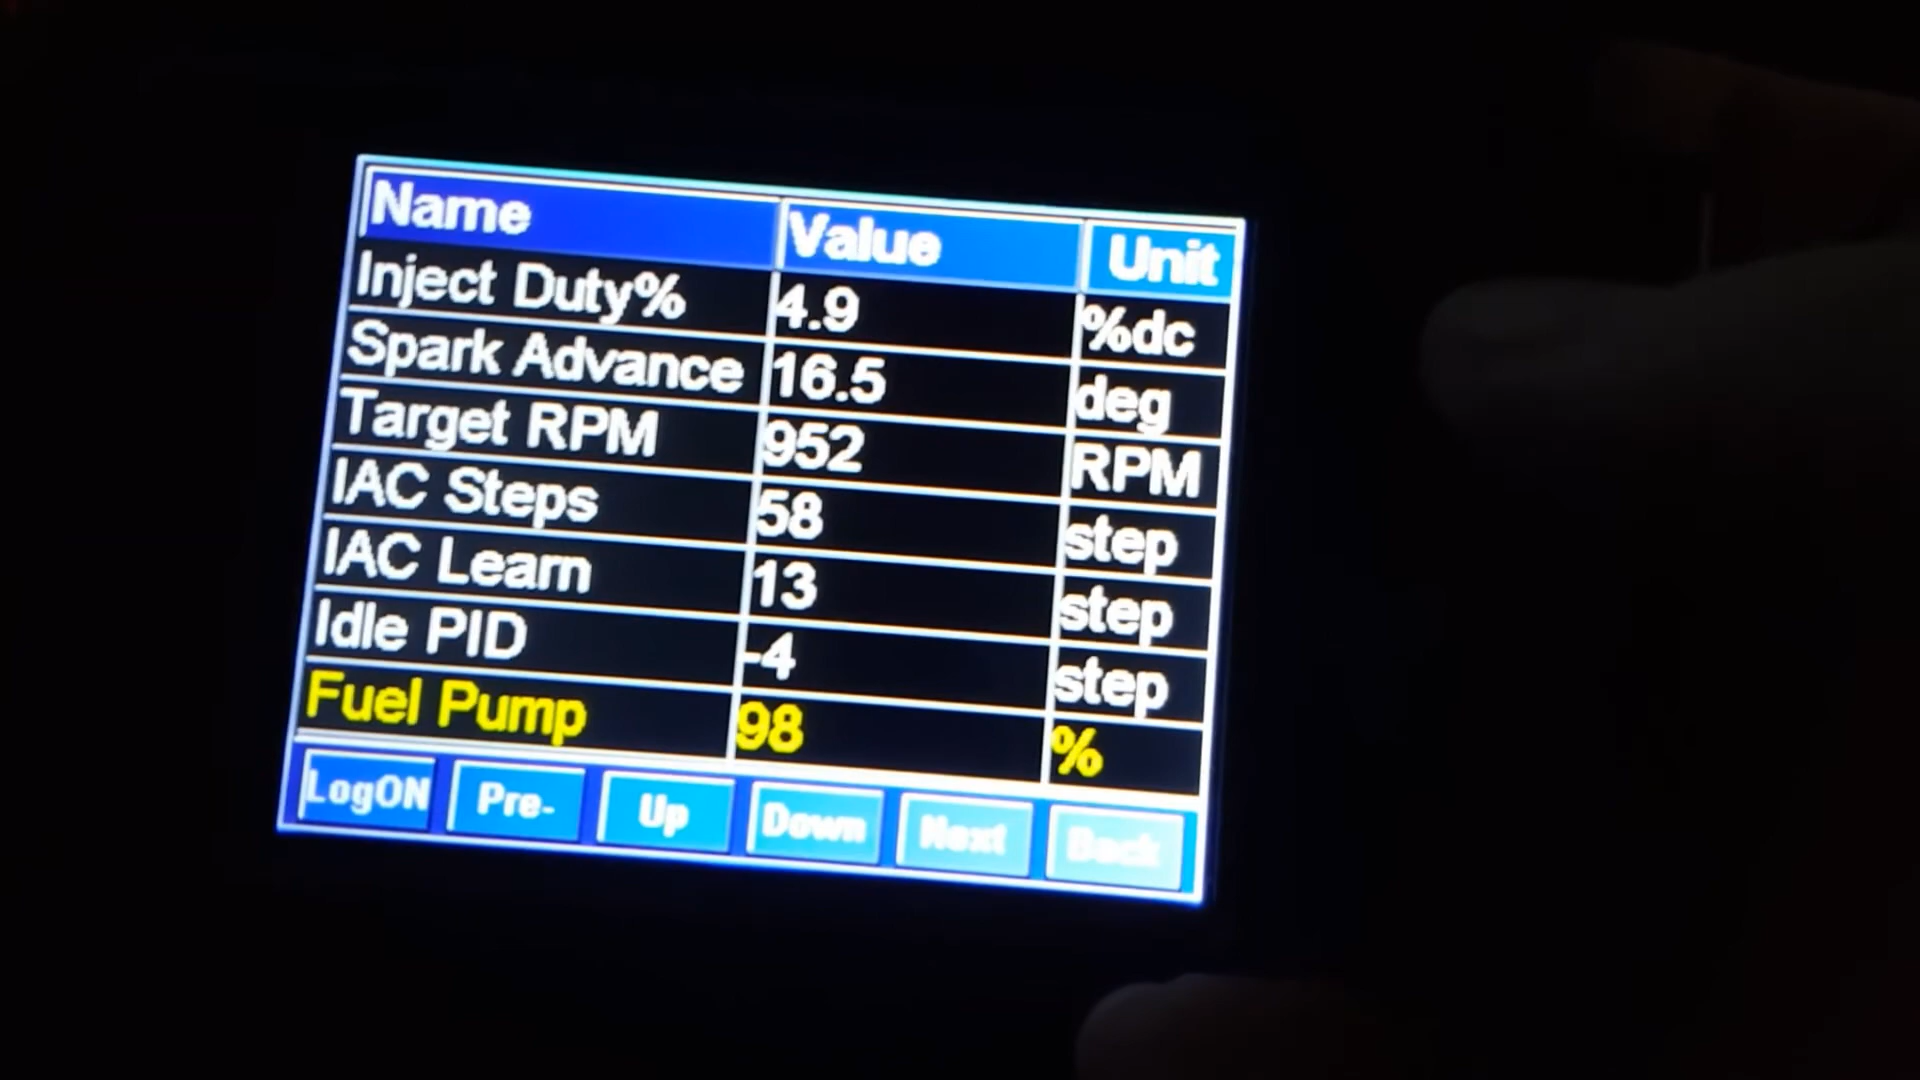 Name Value Unit
Inject Duty% 4.9 %dc
Spark Advance 16.5 deg
Target RPM 952 RPM
IAC Steps 58 step
IAC Learn 13 step
Idle PID -4 step
Fuel Pump 98 %
LogON Pre- Up Down Next Back